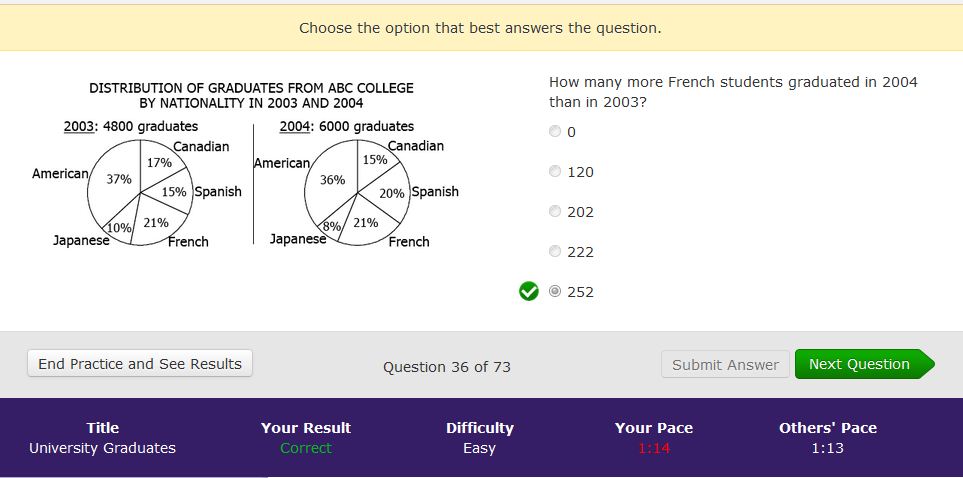 Choose the option that best answers the question.
DISTRIBUTION OF GRADUATES FROM ABC COLLEGE
BY NATIONALITY IN 2003 AND 2004
2003: 4800 graduates
Canadian
17%
American
37%
15%
Spanish
21%
10%
Japanese
French
2004: 6000 graduates
Canadian
15%
American
36%
20%
Spanish
21%
8%
Japanese
French
How many more French students graduated in 2004
than in 2003?
0
120
202
222
252
End Practice and See Results
Question 36 of 73
Submit Answer
Next Question
Title
University Graduates
Your Result
Correct
Difficulty
Easy
Your Pace
1:14
Others' Pace
1:13